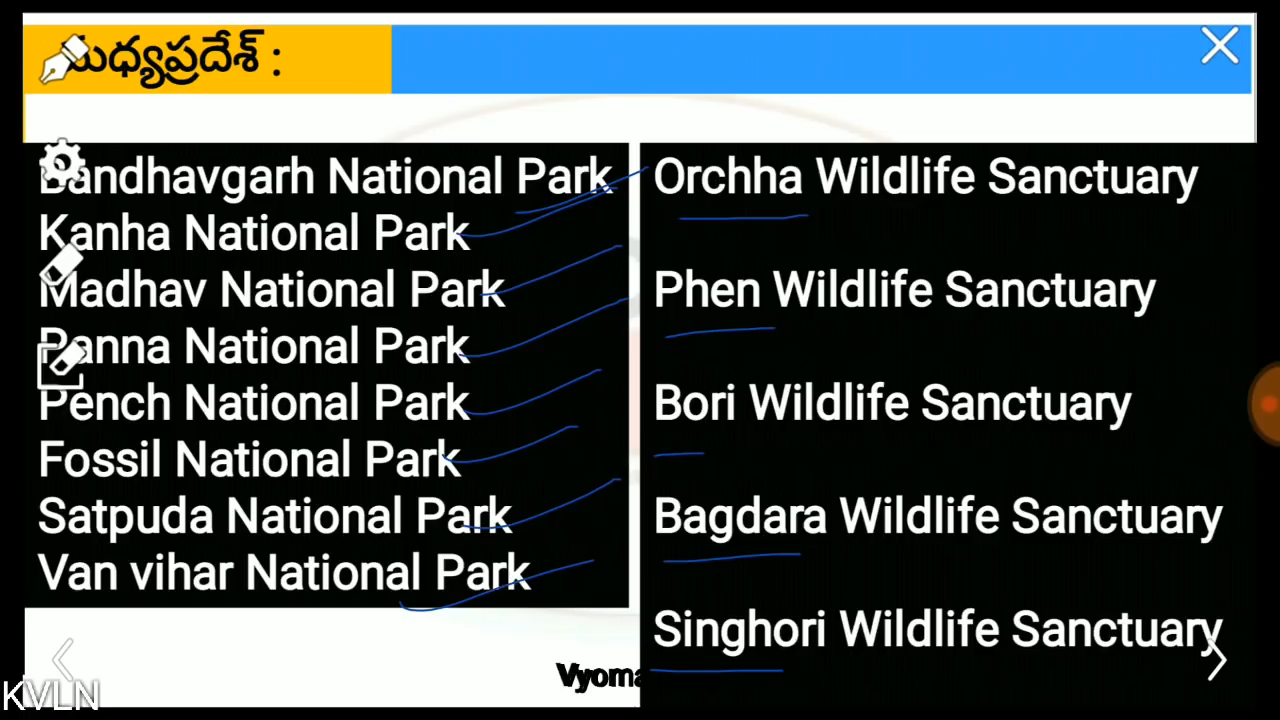 మధ్యప్రదేశ్ :
Bandhavgarh National Park
Kanha National Park
Madhav National Park
Panna National Park
Pench National Park
Fossil National Park
Satpuda National Park
Van vihar National Park
Orchha Wildlife Sanctuary
Phen Wildlife Sanctuary
Bori Wildlife Sanctuary
Bagdara Wildlife Sanctuary
Singhori Wildlife Sanctuary
Vyoma
KVLN